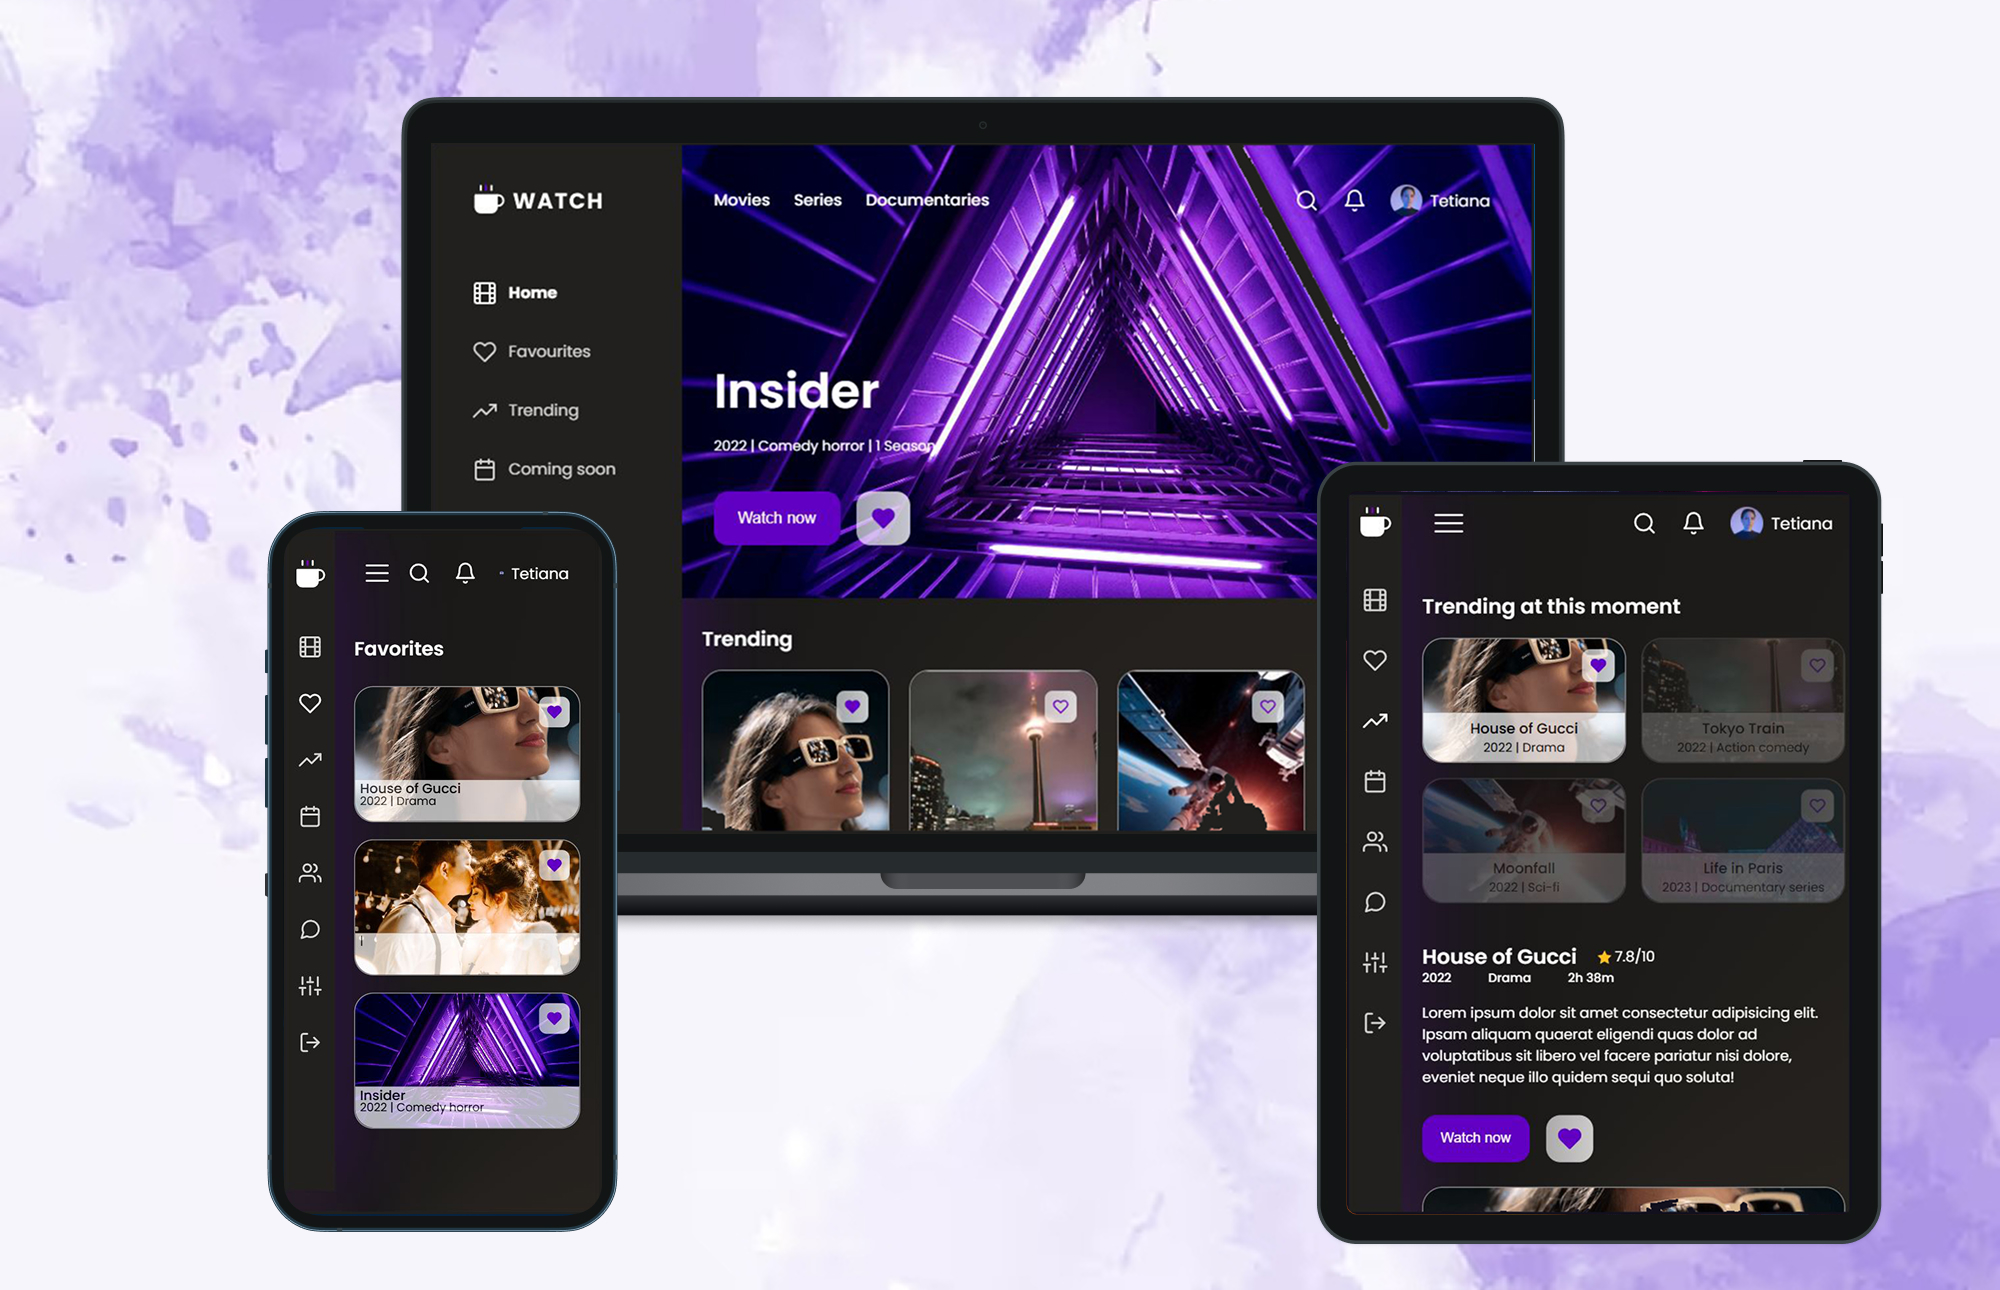 WATCH
Home
Favourites
Trending
Coming soon
Movies Series Documentaries
Tetiana
Insider
2022 | Comedy horror | 1 Season
Watch now
Trending
Tetiana
Favorites
House of Gucci
2022 | Drama
Insider
2022 | Comedy horror
Tetiana
Trending at this moment
House of Gucci
2022 | Drama
Tokyo Train
2022 | Action comedy
Moonfall
2022 | Sci-fi
Life in Paris
2023 | Documentary series
House of Gucci 7.8/10
2022 Drama 2h 38m
Lorem ipsum dolor sit amet consectetur adipisicing elit.
Ipsam aliquam quaerat eligendi quas dolor ad
voluptatibus sit libero vel facere pariatur nisi dolore,
eveniet neque illo quidem sequi quo soluta!
Watch now